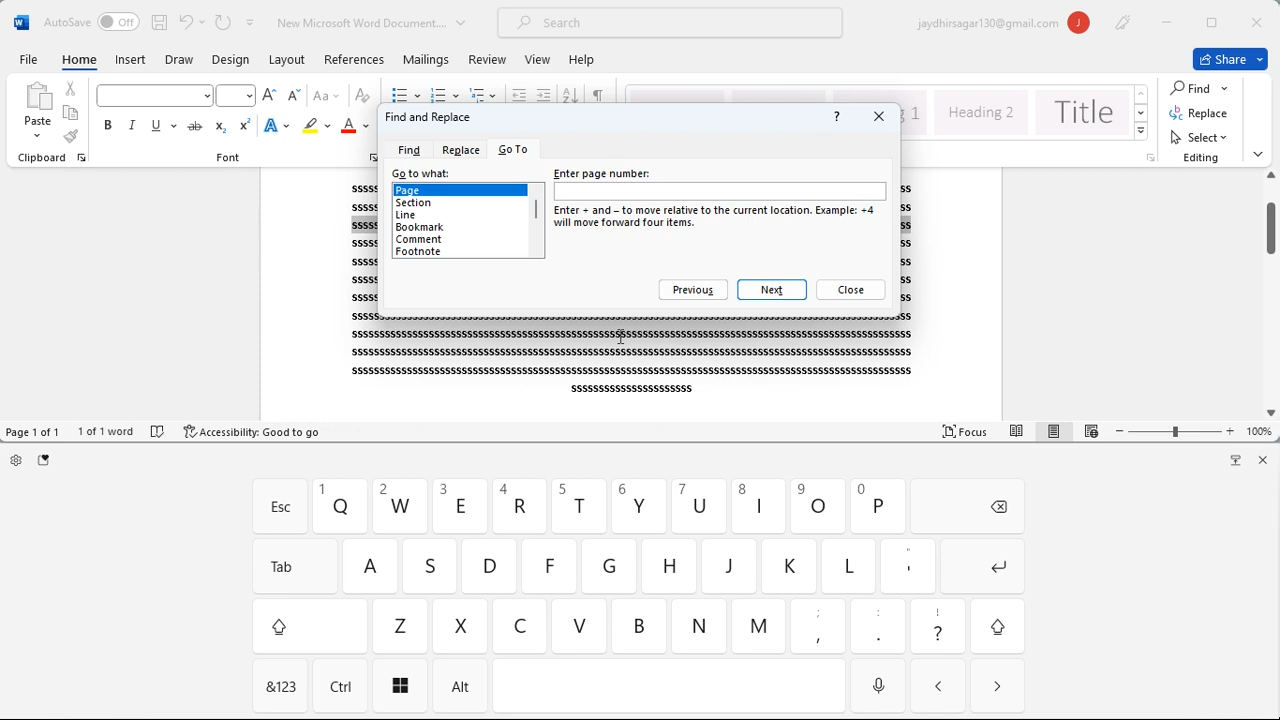 AutoSave Off New Microsoft Word Document.... Search jaydhirsagar130@gmail.com J
File Home Insert Draw Design Layout References Mailings Review View Help Share
Paste
Clipboard
Aa
B I U ab x₂ x² A A
Font
Heading 2 Title
Find
Replace
Select
Editing
Find and Replace ?
Find Replace Go To
Go to what: Enter page number:
Page
Section
Line
Bookmark
Comment
Footnote
Enter + and – to move relative to the current location. Example: +4
will move forward four items.
Previous Next Close
ssssssssssssssssssssss
Page 1 of 1 1 of 1 word Accessibility: Good to go Focus 100%
Esc 1 Q 2 W 3 E 4 R 5 T 6 Y 7 U 8 I 9 O 0 P
Tab A S D F G H J K L " '
Z X C V B N M ; , : . ! ?
&123 Ctrl Alt < >